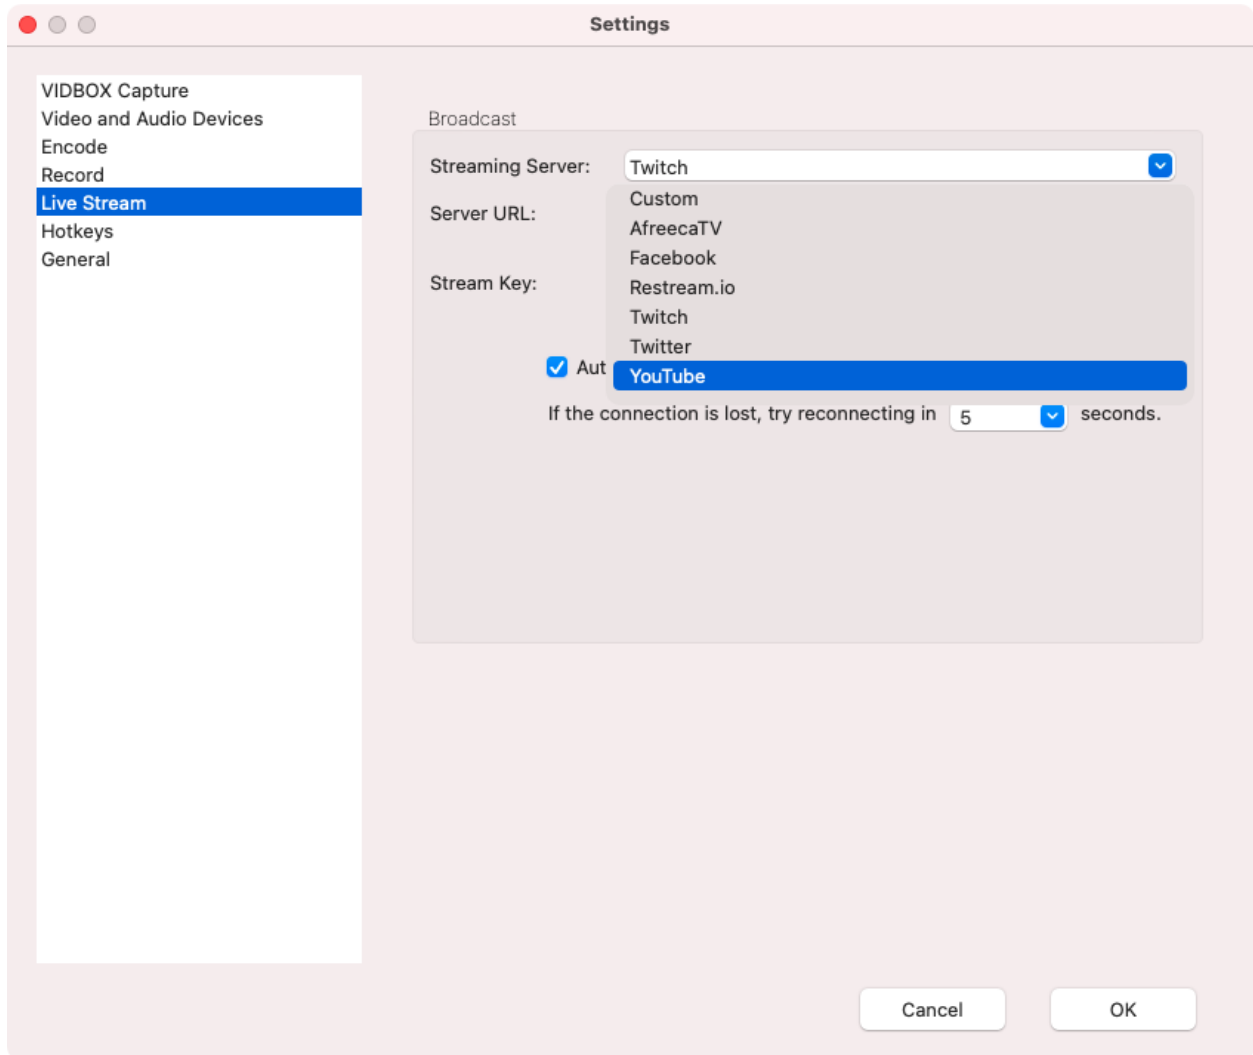 Settings
VIDBOX Capture
Video and Audio Devices
Encode
Record
Live Stream
Hotkeys
General
Broadcast
Streaming Server: Twitch
Custom
Server URL:
AfreecaTV
Facebook
Stream Key:
Restream.io
Twitch
Twitter
Aut
YouTube
If the connection is lost, try reconnecting in 5 seconds.
Cancel OK